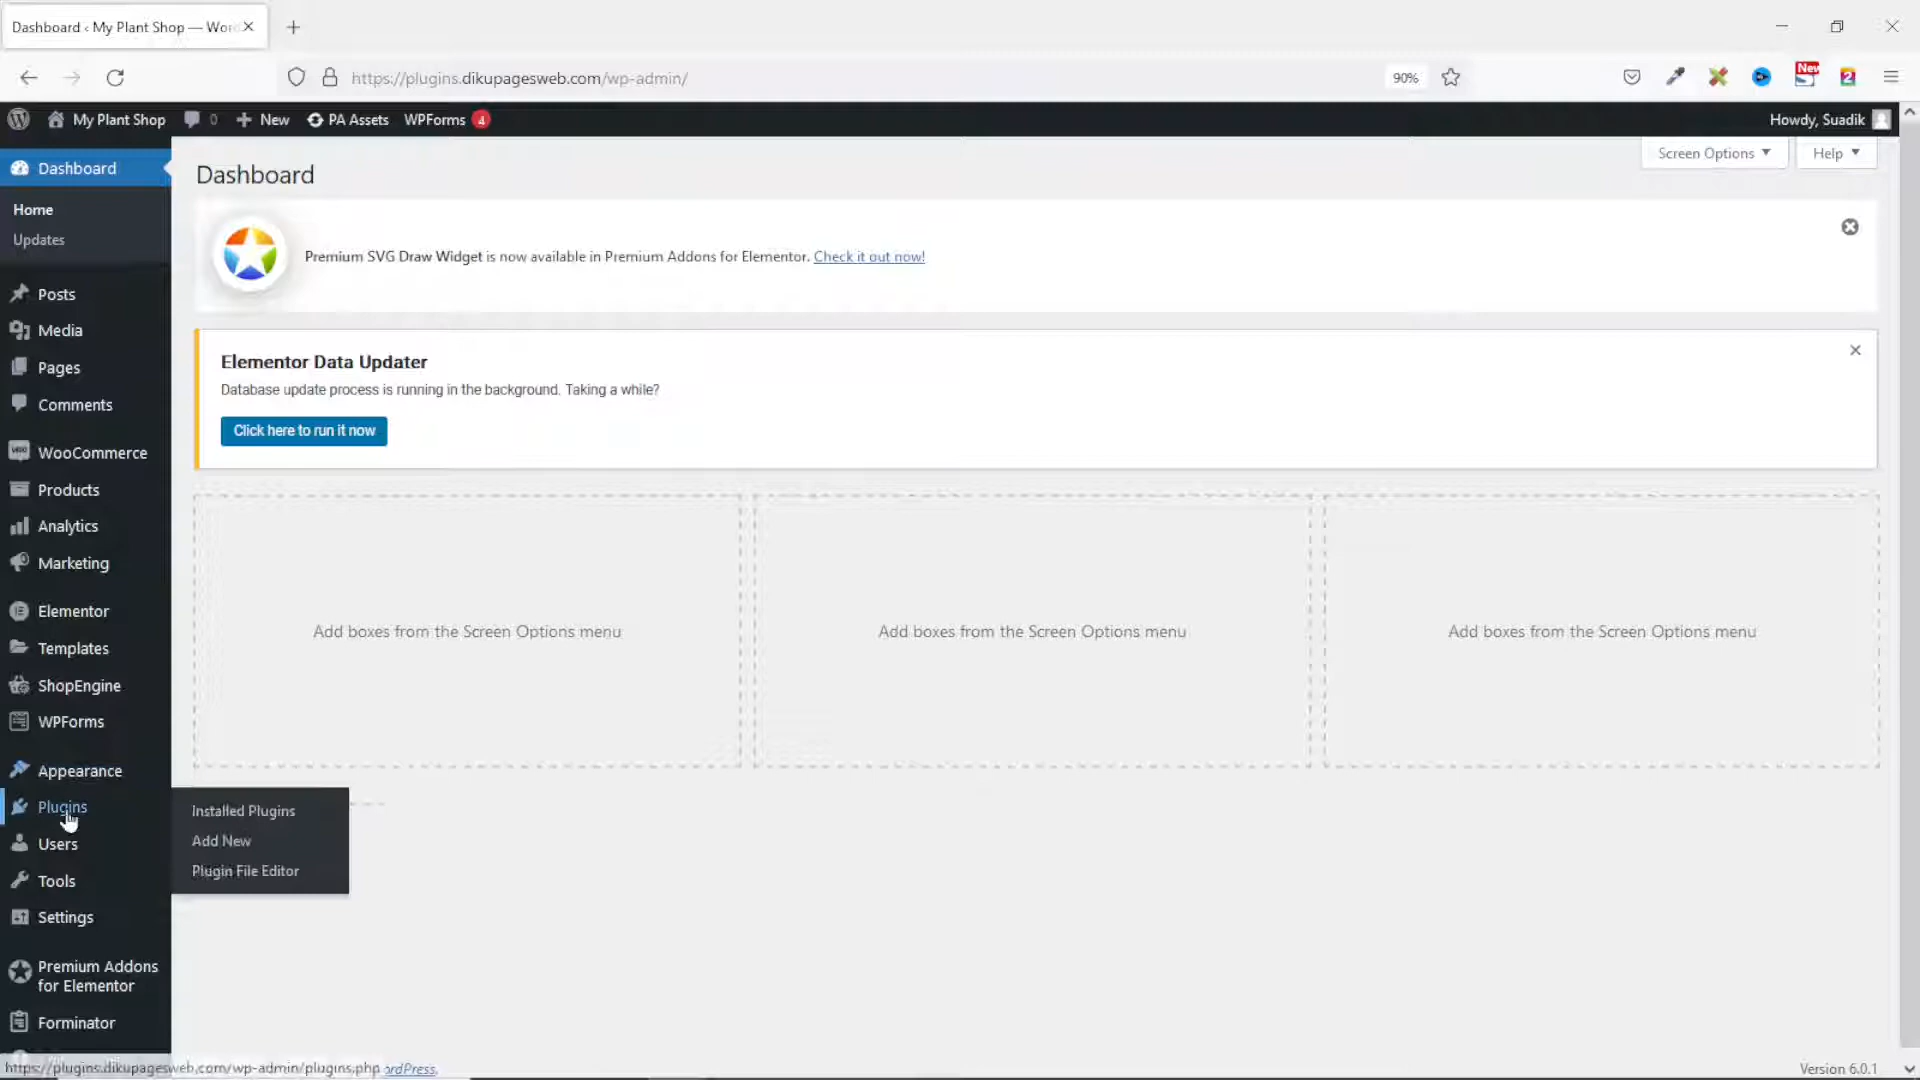 Dashboard ‹ My Plant Shop — Wor
https://plugins.dikupagesweb.com/wp-admin/
90%
New
2
My Plant Shop
0
New
PA Assets
WPForms 4
Howdy, Suadik
Dashboard
Home
Updates
Posts
Media
Pages
Comments
WooCommerce
Products
Analytics
Marketing
Elementor
Templates
ShopEngine
WPForms
Appearance
Plugins
Users
Tools
Settings
Premium Addons
for Elementor
Forminator
Installed Plugins
Add New
Plugin File Editor
Screen Options
Help
Dashboard
Premium SVG Draw Widget is now available in Premium Addons for Elementor. Check it out now!
Elementor Data Updater
Database update process is running in the background. Taking a while?
Click here to run it now
Add boxes from the Screen Options menu
Add boxes from the Screen Options menu
Add boxes from the Screen Options menu
https://plugins.dikupagesweb.com/wp-admin/plugins.php
ordPress.
Version 6.0.1